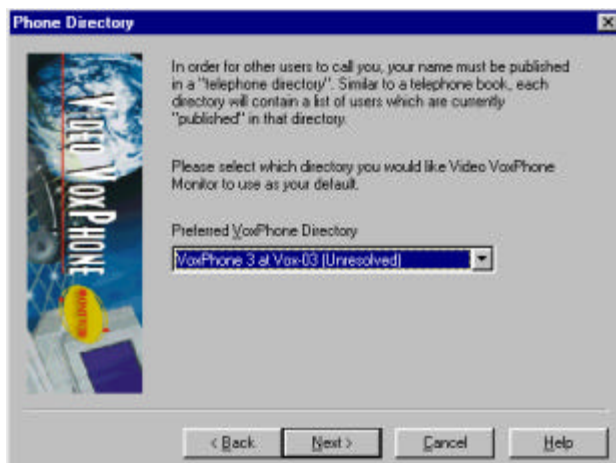 Phone Directory
In order for other users to call you, your name must be published
in a "telephone directory". Similar to a telephone book, each
directory will contain a list of users which are currently
"published" in that directory.
Please select which directory you would like Video VoxPhone
Monitor to use as your default.
VIDEO VOXPHONE
MONITOR
Preferred VoxPhone Directory
VoxPhone 3 at Vox-03 (Unresolved)
< Back
Next >
Cancel
Help